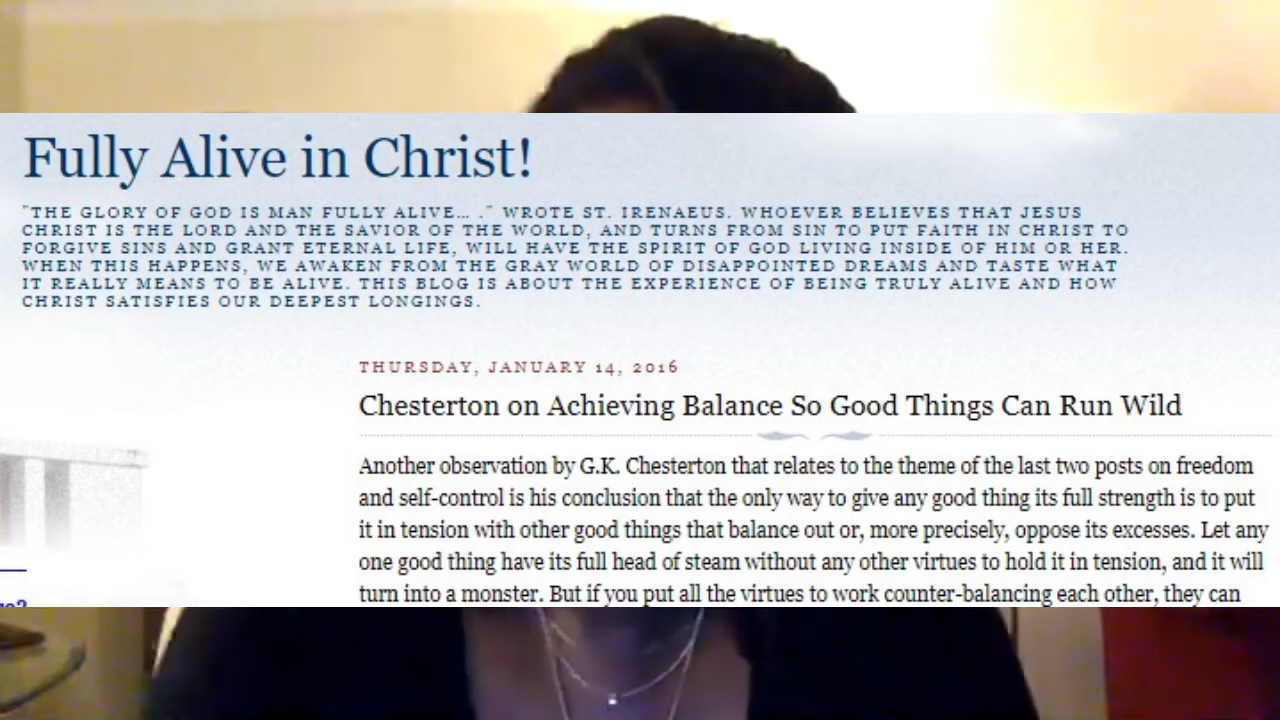 Fully Alive in Christ!
"THE GLORY OF GOD IS MAN FULLY ALIVE... ." WROTE ST. IRENAEUS. WHOEVER BELIEVES THAT JESUS
CHRIST IS THE LORD AND THE SAVIOR OF THE WORLD, AND TURNS FROM SIN TO PUT FAITH IN CHRIST TO
FORGIVE SINS AND GRANT ETERNAL LIFE, WILL HAVE THE SPIRIT OF GOD LIVING INSIDE OF HIM OR HER.
WHEN THIS HAPPENS, WE AWAKEN FROM THE GRAY WORLD OF DISAPPOINTED DREAMS AND TASTE WHAT
IT REALLY MEANS TO BE ALIVE. THIS BLOG IS ABOUT THE EXPERIENCE OF BEING TRULY ALIVE AND HOW
CHRIST SATISFIES OUR DEEPEST LONGINGS.
THURSDAY, JANUARY 14, 2016
Chesterton on Achieving Balance So Good Things Can Run Wild
Another observation by G.K. Chesterton that relates to the theme of the last two posts on freedom
and self-control is his conclusion that the only way to give any good thing its full strength is to put
it in tension with other good things that balance out or, more precisely, oppose its excesses. Let any
one good thing have its full head of steam without any other virtues to hold it in tension, and it will
turn into a monster. But if you put all the virtues to work counter-balancing each other, they can